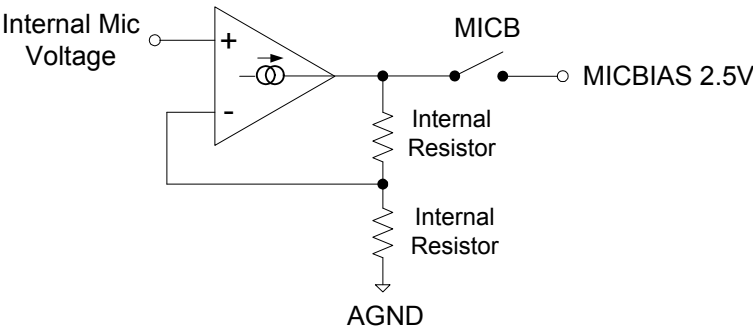 Internal Mic
Voltage
+
-
MICB
MICBIAS 2.5V
Internal
Resistor
Internal
Resistor
AGND